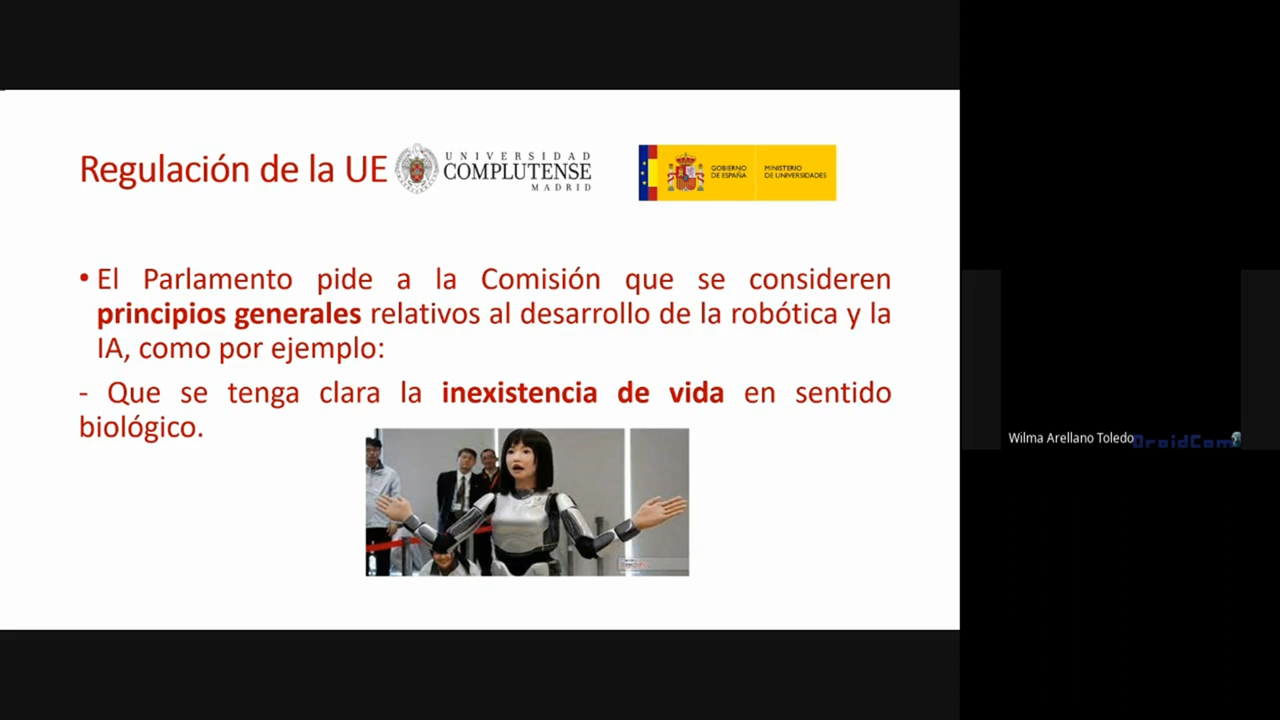 Regulación de la UE
UNIVERSIDAD
COMPLUTENSE
MADRID
GOBIERNO
DE ESPAÑA
MINISTERIO
DE UNIVERSIDADES
• El Parlamento pide a la Comisión que se consideren
principios generales relativos al desarrollo de la robótica y la
IA, como por ejemplo:
- Que se tenga clara la inexistencia de vida en sentido
biológico.
Wilma Arellano Toledo
DroidCam